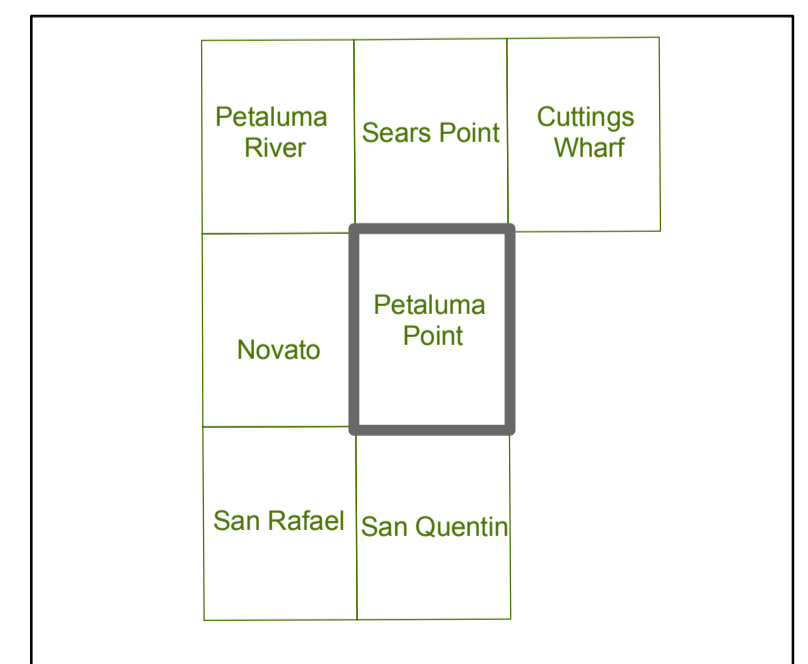 Petaluma
River
Sears Point
Cuttings
Wharf
Novato
Petaluma
Point
San Rafael
San Quentin